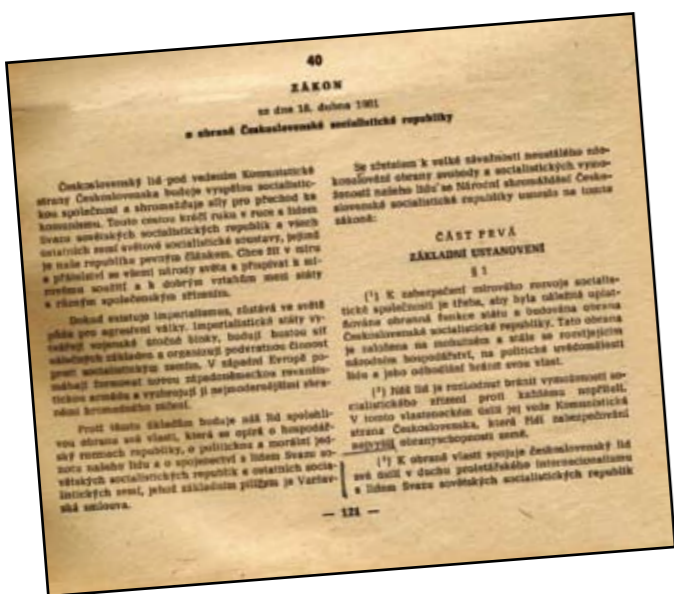 40
ZÁKON
ze dne 18. dubna 1961
o obraně Československé socialistické republiky
Československý lid pod vedením Komunistické
strany Československa buduje vyspělou socialistic-
kou společnost a shromažďuje síly pro přechod ke
komunismu. Touto cestou kráčí ruku v ruce s lidem
Svazu sovětských socialistických republik a všech
ostatních zemí světové socialistické soustavy, jejímž
je naše republika pevným článkem. Chce žít v míru
a přátelství se všemi národy světa a přispívat k mí-
rovému soužití a k dobrým vztahům mezi státy
s různým společenským zřízením.
Dokud existuje imperialismus, zůstává ve světě
půda pro agresivní války. Imperialistické státy vy-
tvářejí vojenské útočné bloky, budují hustou síť
válečných základen a organizují podvratnou činnost
proti socialistickým zemím. V západní Evropě po-
máhají formovat novou západoněmeckou revanšis-
tickou armádu a vyzbrojují ji nejmodernějšími zbra-
němi hromadného ničení.
Proti těmto úkladům buduje náš lid spolehli-
vou obranu své vlasti, která se opírá o hospodář-
ský rozmach republiky, o politickou a morální jed-
notu našeho lidu a o spojenectví s lidem Svazu so-
větských socialistických republik a ostatních socia-
listických zemí, jehož základním pilířem je Varšav-
ská smlouva.
Se zřetelem k velké závažnosti neustálého zdo-
konalování obrany svobody a socialistických vymo-
žeností našeho lidu se Národní shromáždění Česko-
slovenské socialistické republiky usneslo na tomto
zákoně:
ČÁST PRVÁ
ZÁKLADNÍ USTANOVENÍ
§ 1
(¹) K zabezpečení mírového rozvoje socialis-
tické společnosti je třeba, aby byla náležitě uplat-
ňována obranná funkce státu a budována obrana
Československé socialistické republiky. Tato obrana
je založena na mohutném a stále se rozvíjejícím
národním hospodářství, na politické uvědomělosti
lidu a jeho odhodlání bránit svou vlast.
(²) Náš lid je rozhodnut bránit vymoženosti so-
cialistického zřízení proti každému nepříteli.
V tomto vlasteneckém úsilí jej vede Komunistická
strana Československa, která řídí zabezpečování
nejvyšší obranyschopnosti země.
(³) K obraně vlasti spojuje československý lid
své úsilí v duchu proletářského internacionalismu
s lidem Svazu sovětských socialistických republik
— 121 —